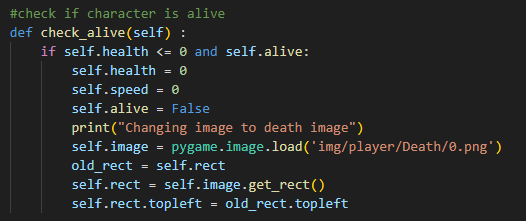 #check if character is alive
def check_alive(self) :
    if self.health <= 0 and self.alive:
        self.health = 0
        self.speed = 0
        self.alive = False
        print("Changing image to death image")
        self.image = pygame.image.load('img/player/Death/0.png')
        old_rect = self.rect
        self.rect = self.image.get_rect()
        self.rect.topleft = old_rect.topleft